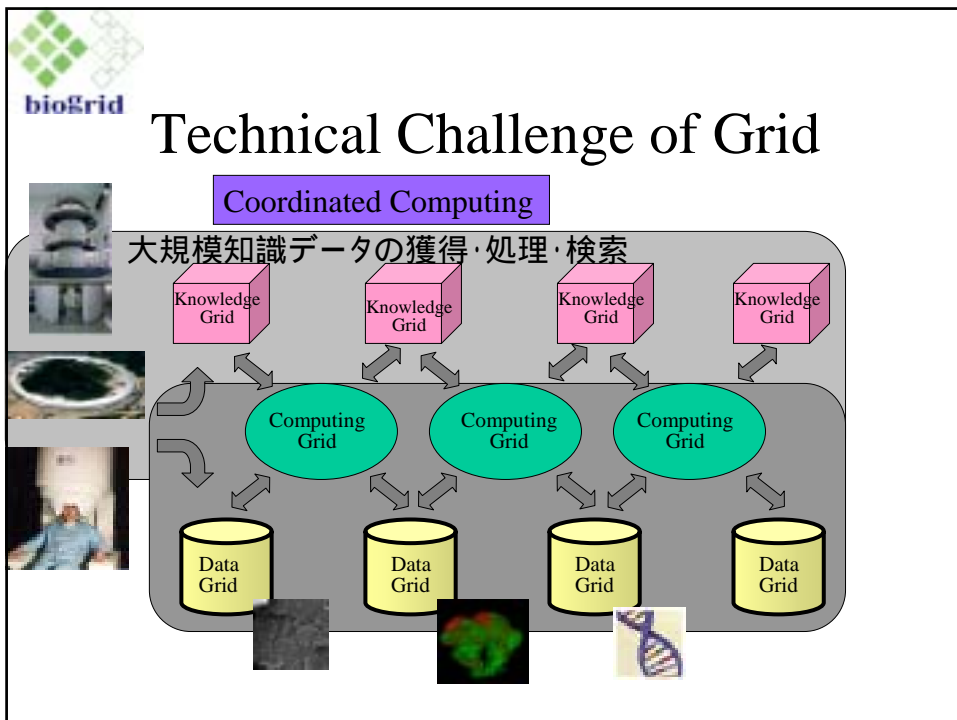 biogrid
Technical Challenge of Grid
Coordinated Computing
大規模知識データの獲得･処理･検索
Knowledge
Grid
Knowledge
Grid
Knowledge
Grid
Knowledge
Grid
Computing
Grid
Computing
Grid
Computing
Grid
Data
Grid
Data
Grid
Data
Grid
Data
Grid